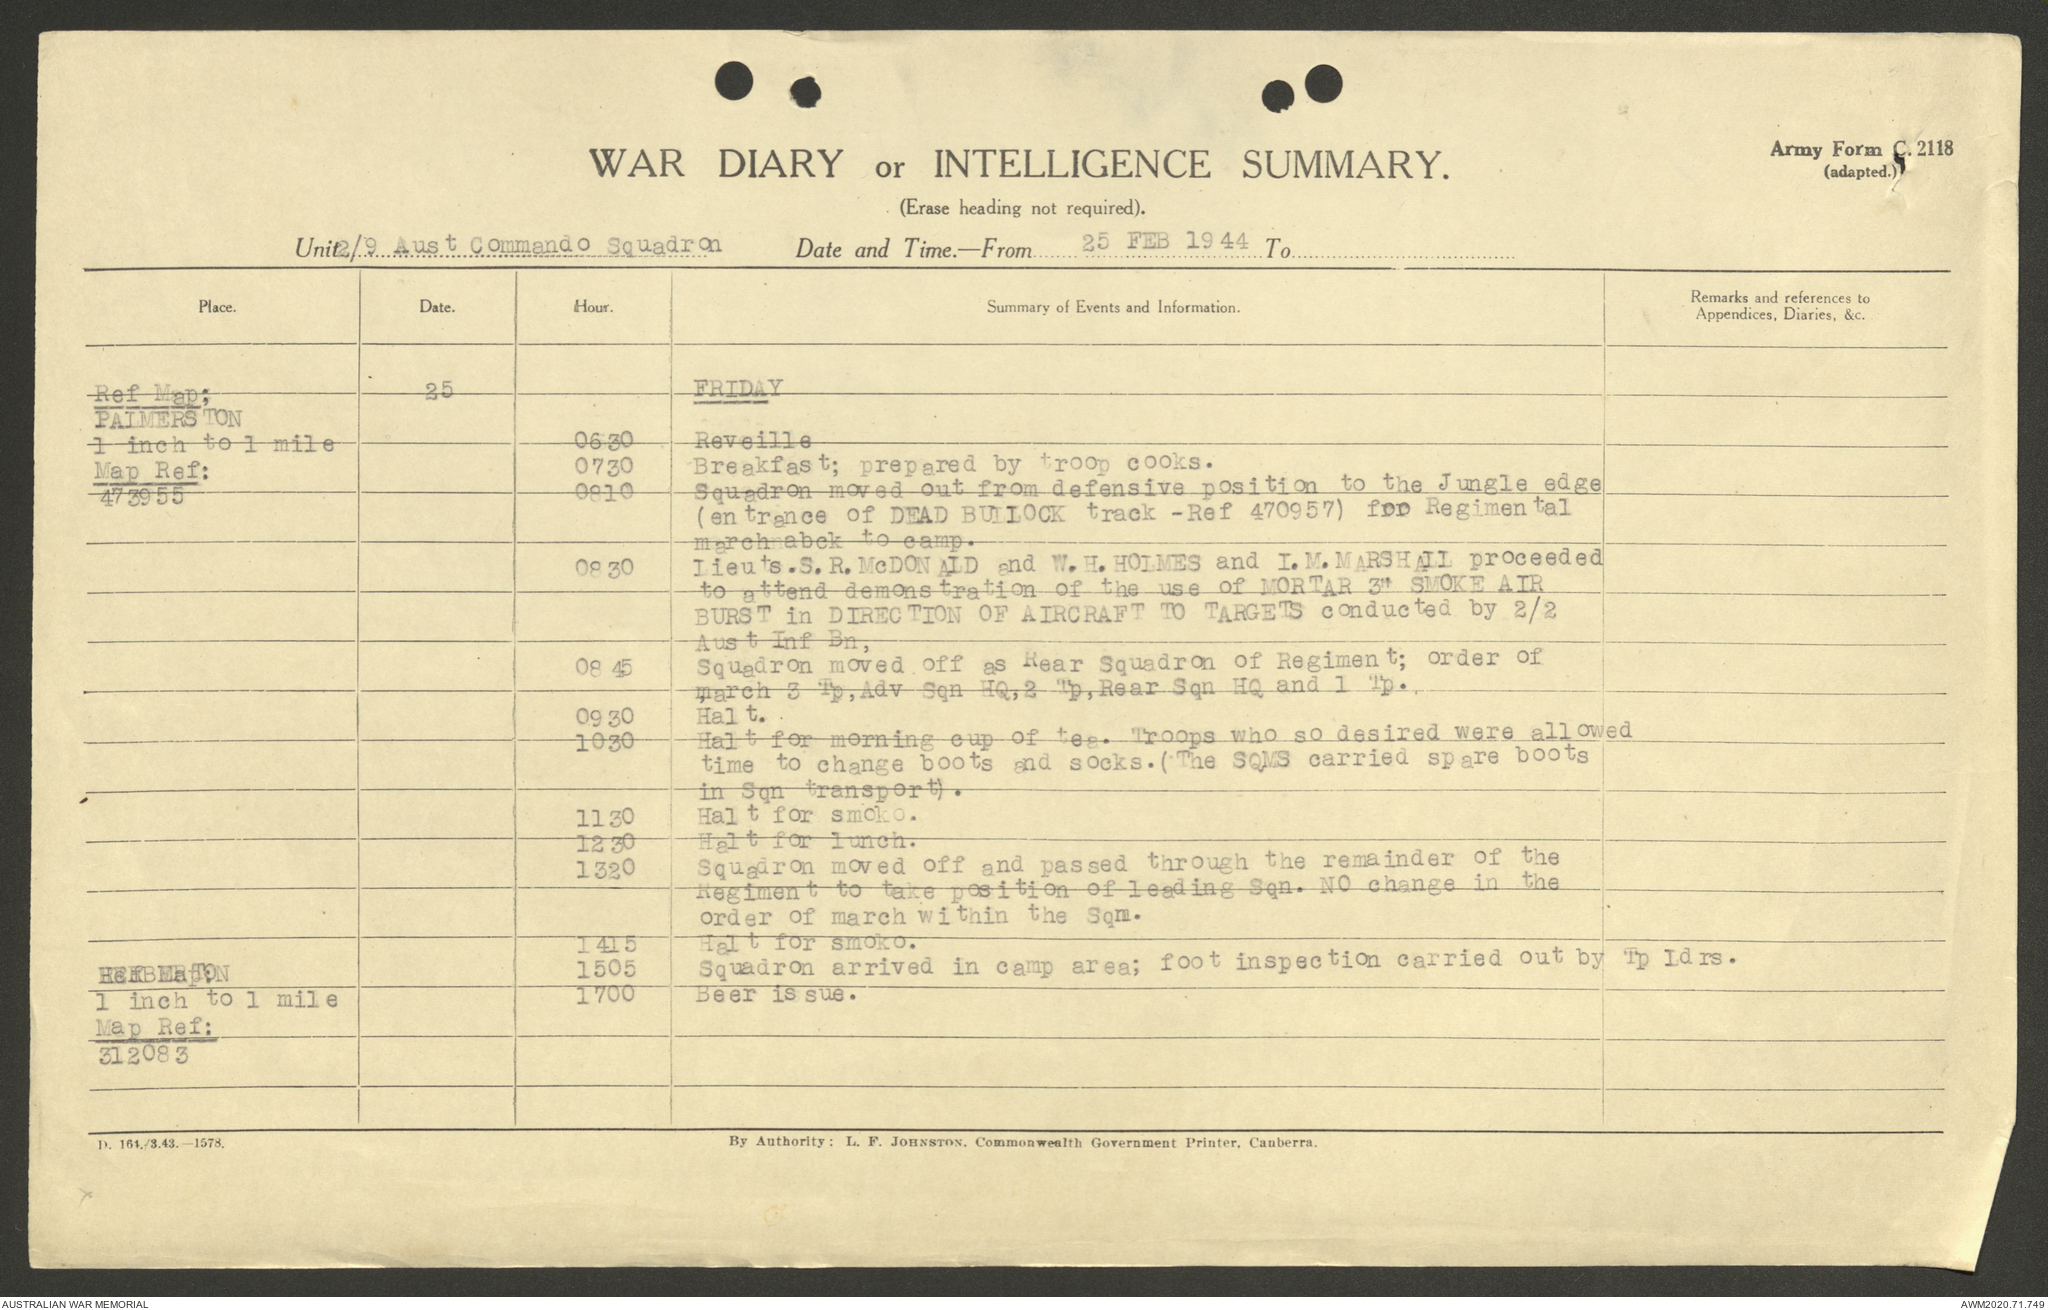 WAR DIARY or INTELLIGENCE SUMMARY.
Army Form C. 2118
(adapted.)
(Erase heading not required).
Unit 2/9 Aust Commando Squadron Date and Time.—From 25 FEB 1944 To
Place. Date. Hour. Summary of Events and Information. Remarks and references to
Appendices, Diaries, &c.
Ref Map; 25 FRIDAY
PALMERSTON
1 inch to 1 mile 0630 Reveille
Map Ref: 0730 Breakfast; prepared by troop cooks.
473955 0810 Squadron moved out from defensive position to the Jungle edge
(entrance of DEAD BULLOCK track -Ref 470957) for Regimental
march abck to camp.
0830 Lieuts.S.R.McDONALD and W.H.HOLMES and I.M.MARSHALL proceeded
to attend demonstration of the use of MORTAR 3" SMOKE AIR
BURST in DIRECTION OF AIRCRAFT TO TARGETS conducted by 2/2
Aust Inf Bn,
0845 Squadron moved off as Rear Squadron of Regiment; order of
march 3 Tp,Adv Sqn HQ,2 Tp,Rear Sqn HQ and 1 Tp.
0930 Halt.
1030 Halt for morning cup of tea. Troops who so desired were allowed
time to change boots and socks.(The SQMS carried spare boots
in Sqn transport).
1130 Halt for smoko.
1230 Halt for lunch.
1320 Squadron moved off and passed through the remainder of the
Regiment to take position of leading Sqn. NO change in the
order of march within the Sqm.
1415 Halt for smoko.
Ref Map; HERBERTON 1505 Squadron arrived in camp area; foot inspection carried out by Tp Ldrs.
1 inch to 1 mile 1700 Beer issue.
Map Ref:
312083
D. 164./3.43.—1578. By Authority: L. F. JOHNSTON, Commonwealth Government Printer, Canberra.
AUSTRALIAN WAR MEMORIAL AWM2020.71.749